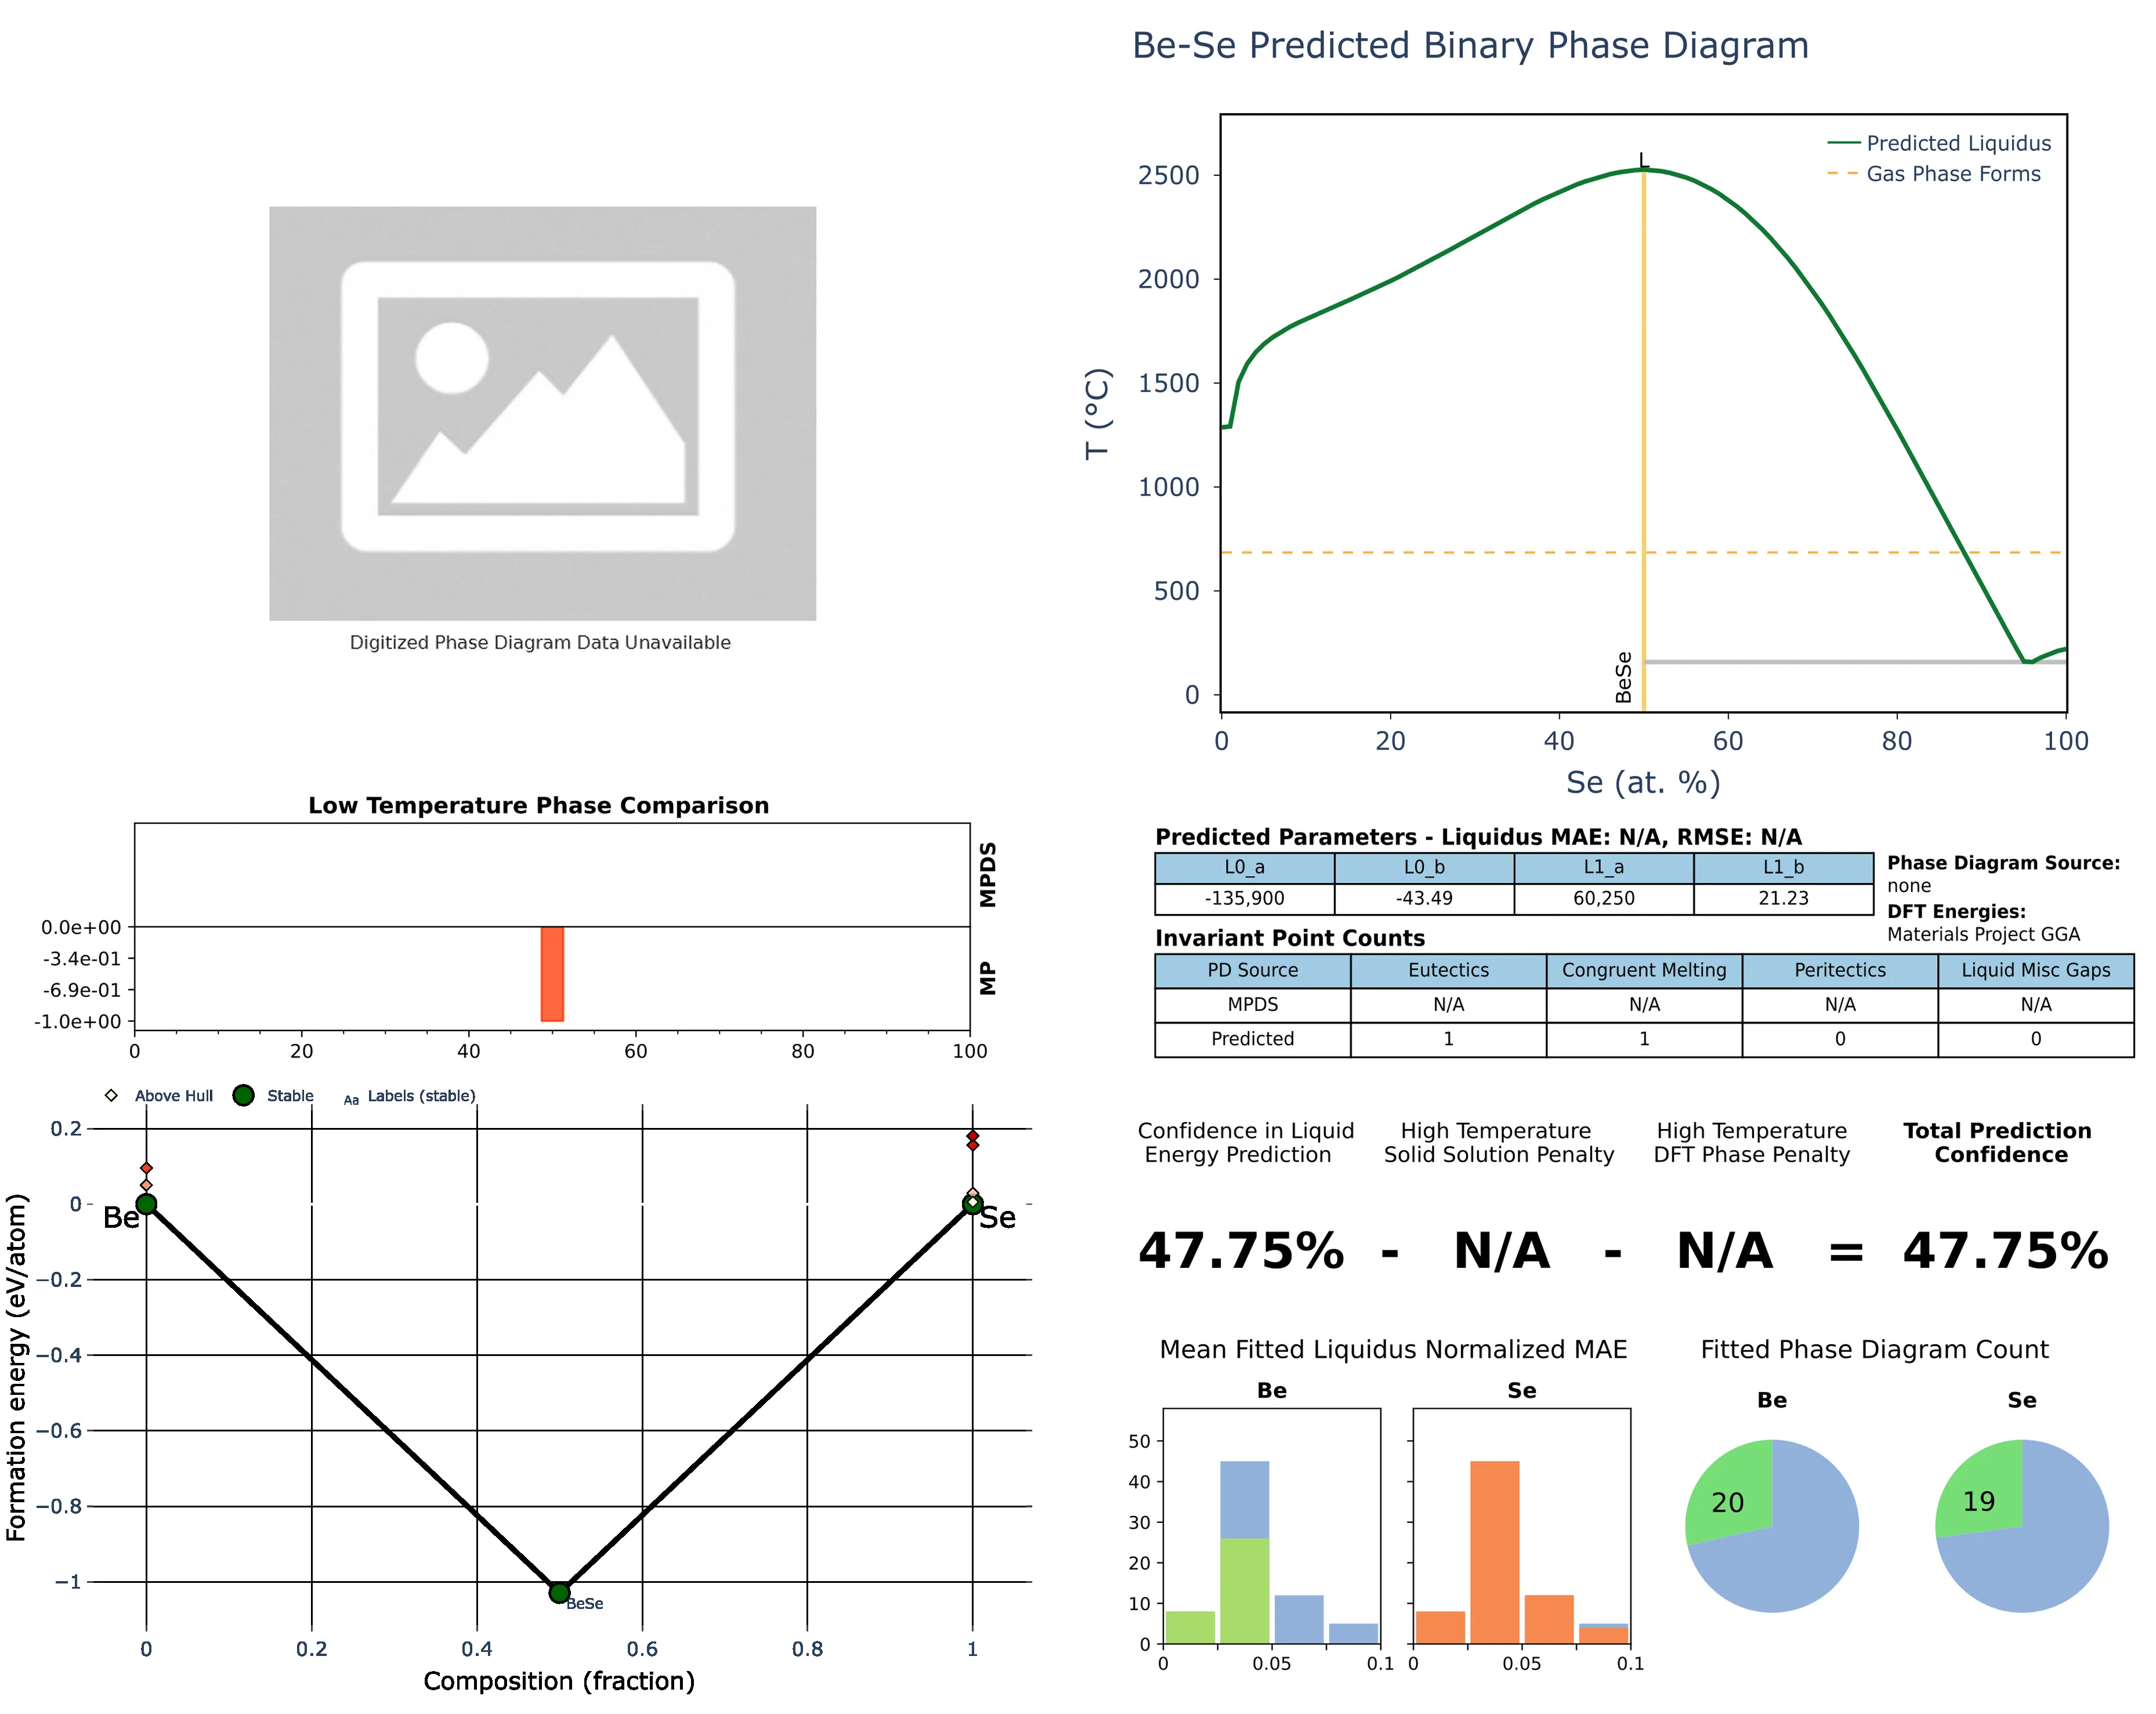 Be-Se Predicted Binary Phase Diagram
Digitized Phase Diagram Data Unavailable
Predicted Liquidus
Gas Phase Forms
L
BeSe
T (°C)
2500
2000
1500
1000
500
0
0 20 40 60 80 100
Se (at. %)
Low Temperature Phase Comparison
MPDS
MP
0.0e+00
-3.4e-01
-6.9e-01
-1.0e+00
0 20 40 60 80 100
Predicted Parameters - Liquidus MAE: N/A, RMSE: N/A
L0_a L0_b L1_a L1_b
-135,900 -43.49 60,250 21.23
Phase Diagram Source:
none
DFT Energies:
Materials Project GGA
Invariant Point Counts
PD Source Eutectics Congruent Melting Peritectics Liquid Misc Gaps
MPDS N/A N/A N/A N/A
Predicted 1 1 0 0
Above Hull Stable Aa Labels (stable)
Formation energy (eV/atom)
0.2
0
−0.2
−0.4
−0.6
−0.8
−1
Be
Se
BeSe
0 0.2 0.4 0.6 0.8 1
Composition (fraction)
Confidence in Liquid
Energy Prediction
High Temperature
Solid Solution Penalty
High Temperature
DFT Phase Penalty
Total Prediction
Confidence
47.75% - N/A - N/A = 47.75%
Mean Fitted Liquidus Normalized MAE
Be
Se
50
40
30
20
10
0
0 0.05 0.1
0 0.05 0.1
Fitted Phase Diagram Count
Be
Se
20
19